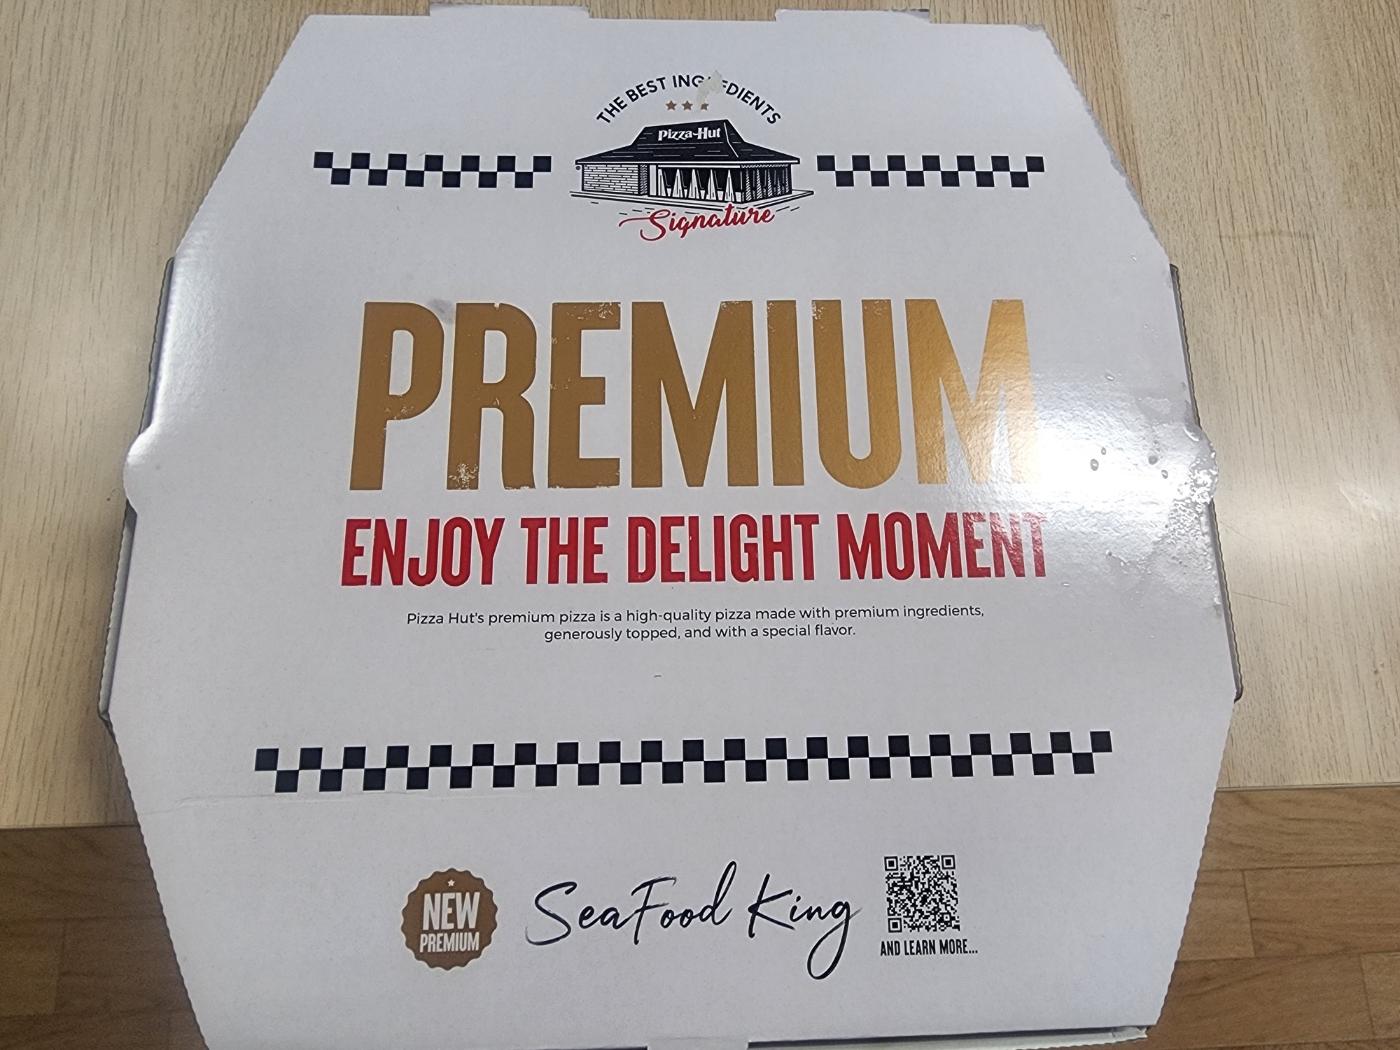 THE BEST INGREDIENTS
Pizza-Hut
Signature
PREMIUM
ENJOY THE DELIGHT MOMENT
Pizza Hut's premium pizza is a high-quality pizza made with premium ingredients,
generously topped, and with a special flavor.
NEW
PREMIUM
SeaFood King
AND LEARN MORE...